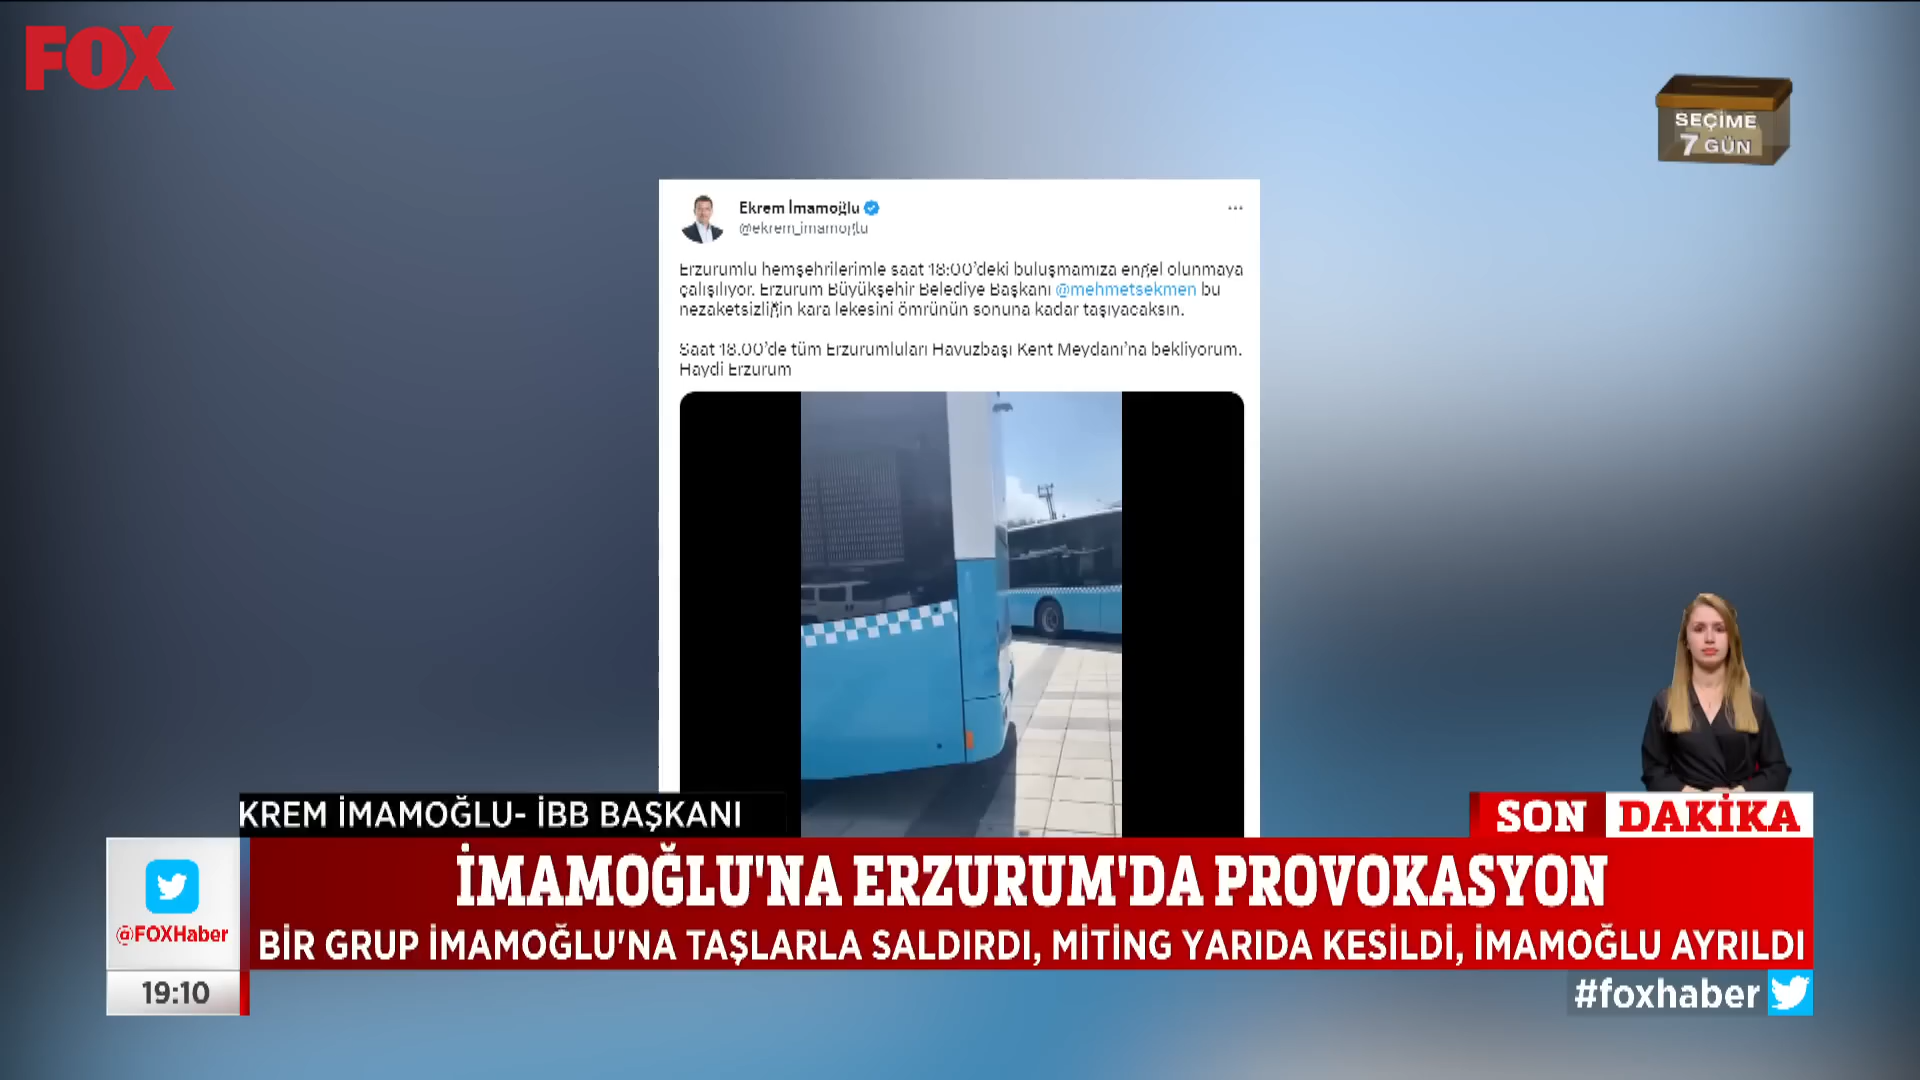 FOX
SEÇİME
7 GÜN
Ekrem İmamoğlu
@ekrem_imamoglu
Erzurumlu hemşehrilerimle saat 18:00'deki buluşmamıza engel olunmaya
çalışılıyor. Erzurum Büyükşehir Belediye Başkanı @mehmetsekmen bu
nezaketsizliğin kara lekesini ömrünün sonuna kadar taşıyacaksın.
Saat 18.00'de tüm Erzurumluları Havuzbaşı Kent Meydanı'na bekliyorum.
Haydi Erzurum
KREM İMAMOĞLU- İBB BAŞKANI
SON DAKİKA
İMAMOĞLU'NA ERZURUM'DA PROVOKASYON
@FOXHaber
BİR GRUP İMAMOĞLU'NA TAŞLARLA SALDIRDI, MİTİNG YARIDA KESİLDİ, İMAMOĞLU AYRILDI
19:10
#foxhaber